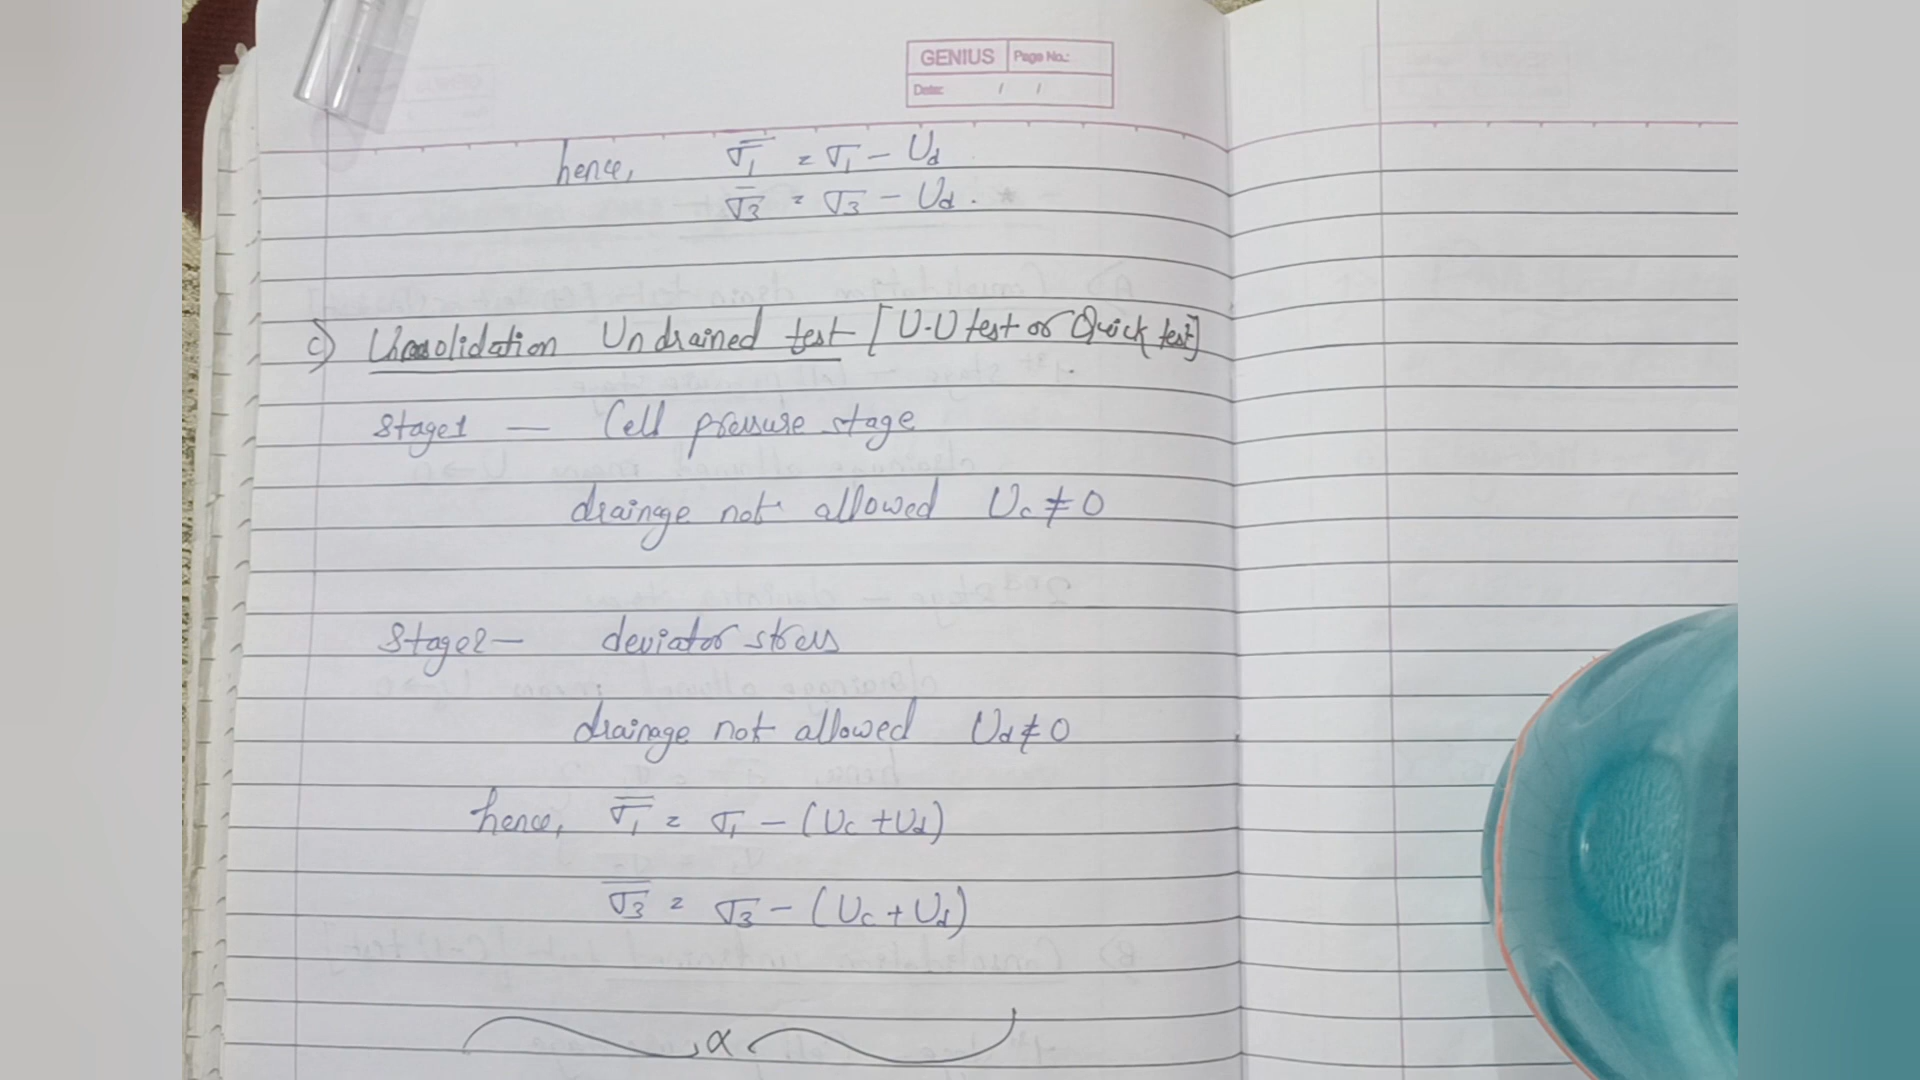 GENIUS Page No.:
Date: / /
hence, σ̅₁ = σ₁ − Ud
σ̅₃ = σ₃ − Ud.
c) Unconsolidation Undrained test [U-U test or Quick test]
Stage1 — Cell pressure stage
drainage not allowed Uc ≠ 0
Stage2 — deviator stress
drainage not allowed Ud ≠ 0
hence, σ̅₁ = σ₁ − (Uc + Ud)
σ̅₃ = σ₃ − (Uc + Ud)